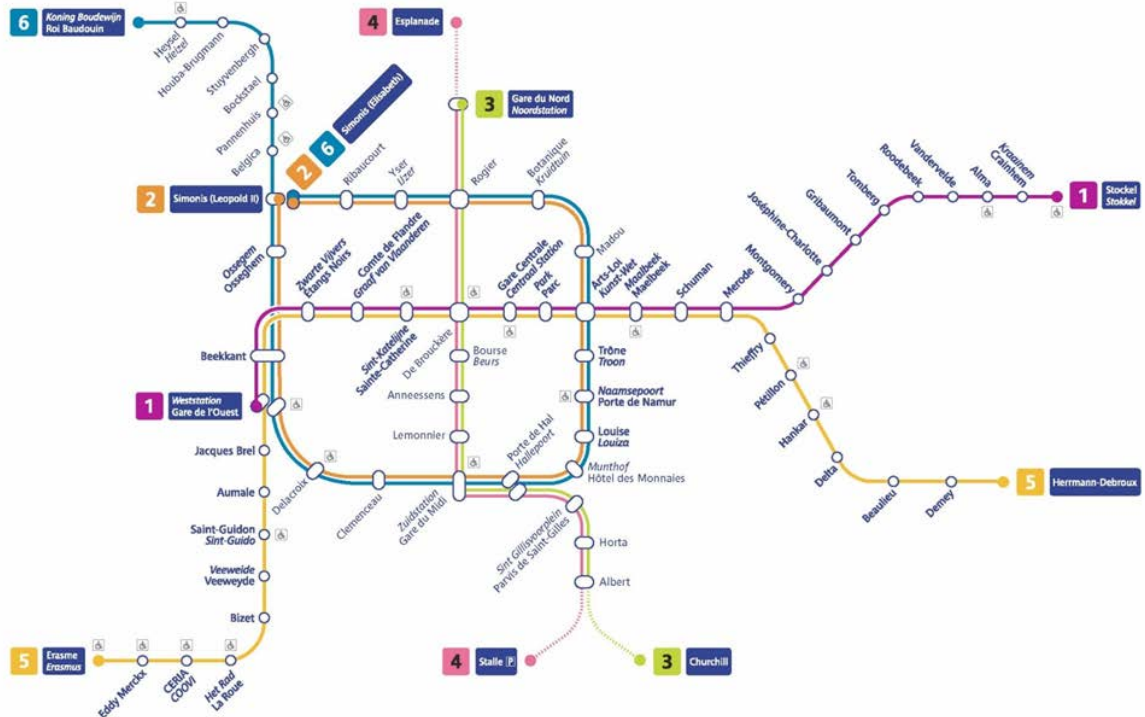 6
Koning Boudewijn
Roi Baudouin
Heysel
Heizel
Houba-Brugmann
Stuyvenbergh
Bockstael
Pannenhuis
Belgica
4
Esplanade
3
Gare du Nord
Noordstation
2
6
Simonis (Elisabeth)
2
Simonis (Leopold II)
Ribaucourt
Yser
IJzer
Rogier
Botanique
Kruidtuin
Madou
Ossegem
Osseghem
Zwarte Vijvers
Etangs Noirs
Comte de Flandre
Graaf van Vlaanderen
Sint-Katelijne
Sainte-Catherine
De Brouckère
Gare Centrale
Centraal Station
Park
Parc
Arts-Loi
Kunst-Wet
Maalbeek
Maelbeek
Schuman
Merode
Montgomery
Joséphine-Charlotte
Gribaumont
Tomberg
Roodebeek
Vandervelde
Alma
Kraainem
Crainhem
1
Stockel
Stokkel
Beekkant
1
Weststation
Gare de l'Ouest
Bourse
Beurs
Anneessens
Lemonnier
Trône
Troon
Naamsepoort
Porte de Namur
Louise
Louiza
Munthof
Hôtel des Monnaies
Porte de Hal
Hallepoort
Zuidstation
Gare du Midi
Clemenceau
Delacroix
Sint Gillisvoorplein
Parvis de Saint-Gilles
Horta
Albert
Thieffry
Pétillon
Hankar
Delta
Beaulieu
Demey
5
Herrmann-Debroux
Jacques Brel
Aumale
Saint-Guidon
Sint-Guido
Veeweide
Veeweyde
Bizet
5
Erasme
Erasmus
Eddy Merckx
CERIA
COOVI
Het Rad
La Roue
4
Stalle P
3
Churchill